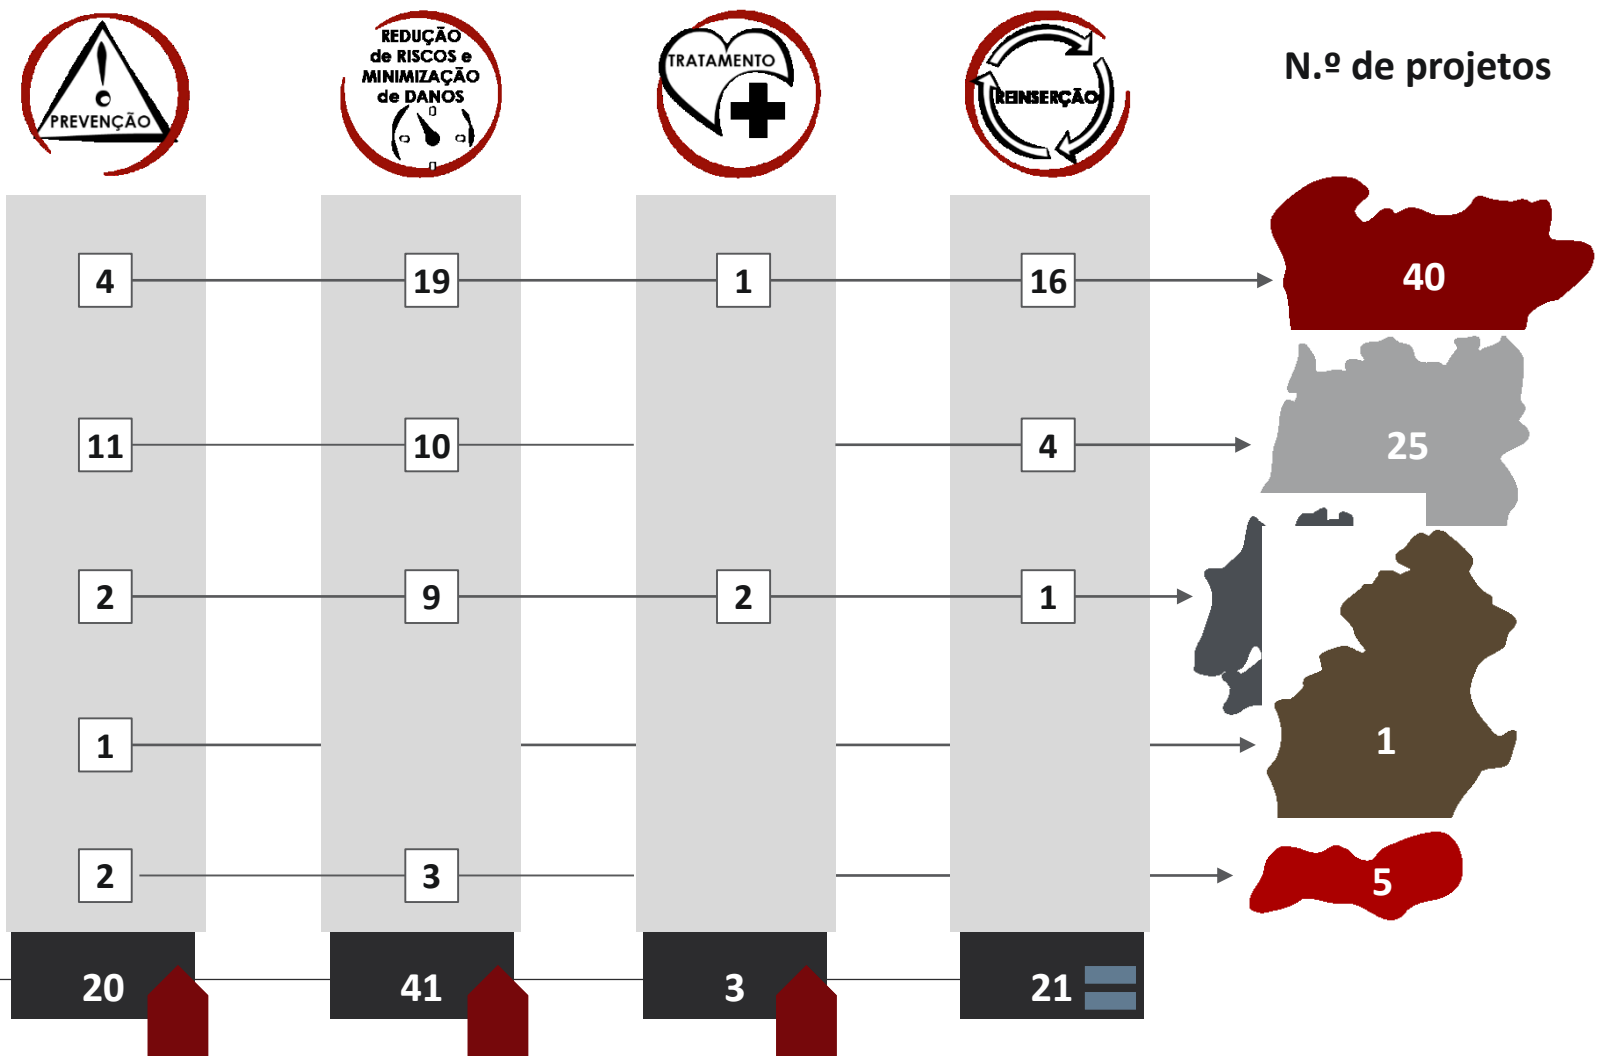 PREVENÇÃO
REDUÇÃO
de RISCOS e
MINIMIZAÇÃO
de DANOS
TRATAMENTO
REINSERÇÃO
N.º de projetos
4 19 1 16 40
11 10 4 25
2 9 2 1
1 1
2 3 5
20 41 3 21